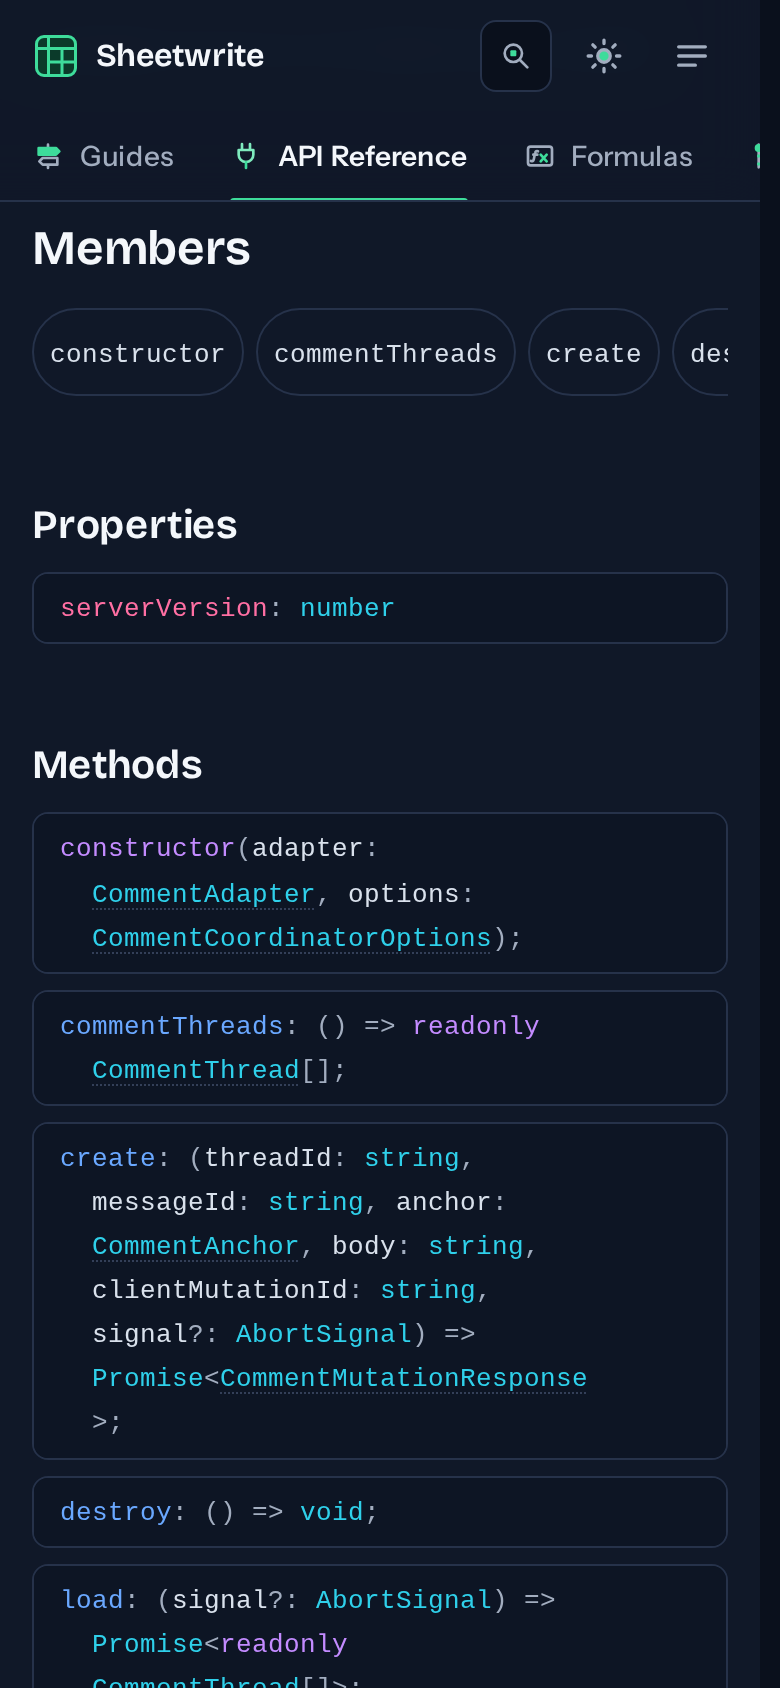 Sheetwrite
Guides
API Reference
Formulas
Members
constructor
commentThreads
create
des
Properties
serverVersion: number
Methods
constructor(adapter:
CommentAdapter, options:
CommentCoordinatorOptions);
commentThreads: () => readonly
CommentThread[];
create: (threadId: string,
messageId: string, anchor:
CommentAnchor, body: string,
clientMutationId: string,
signal?: AbortSignal) =>
Promise<CommentMutationResponse
>;
destroy: () => void;
load: (signal?: AbortSignal) =>
Promise<readonly
CommentThread[]>;